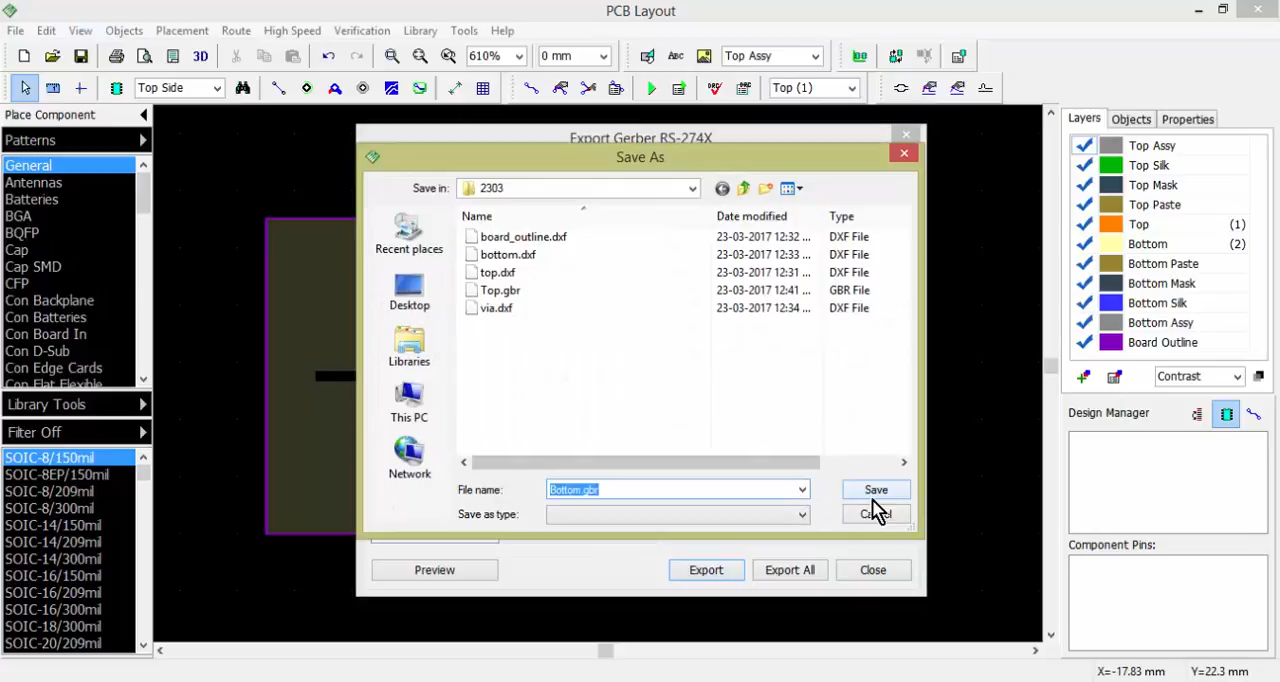 PCB Layout
File Edit View Objects Placement Route High Speed Verification Library Tools Help
3D 610% 0 mm Abc Top Assy
Top Side DRC Top (1)
Place Component
Patterns
General
Antennas
Batteries
BGA
BQFP
Cap
Cap SMD
CFP
Con Backplane
Con Batteries
Con Board In
Con D-Sub
Con Edge Cards
Con Flat Flexible
Library Tools
Filter Off
SOIC-8/150mil
SOIC-8EP/150mil
SOIC-8/209mil
SOIC-8/300mil
SOIC-14/150mil
SOIC-14/209mil
SOIC-14/300mil
SOIC-16/150mil
SOIC-16/209mil
SOIC-16/300mil
SOIC-18/300mil
SOIC-20/209mil
Export Gerber RS-274X
Save As
Save in: 2303
Recent places
Desktop
Libraries
This PC
Network
Name Date modified Type
board_outline.dxf 23-03-2017 12:32 ... DXF File
bottom.dxf 23-03-2017 12:33 ... DXF File
top.dxf 23-03-2017 12:31 ... DXF File
Top.gbr 23-03-2017 12:41 ... GBR File
via.dxf 23-03-2017 12:34 ... DXF File
File name: Bottom.gbr Save
Save as type: Cancel
Preview Export Export All Close
Layers Objects Properties
Top Assy
Top Silk
Top Mask
Top Paste
Top (1)
Bottom (2)
Bottom Paste
Bottom Mask
Bottom Silk
Bottom Assy
Board Outline
Contrast
Design Manager
Component Pins:
X=-17.83 mm Y=22.3 mm